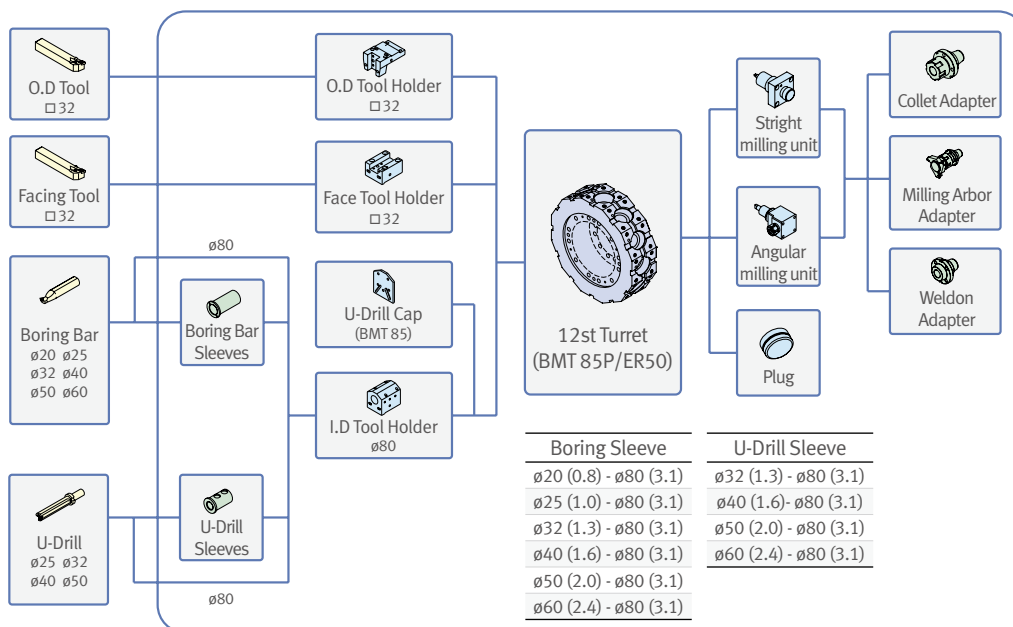 O.D Tool
□32
Facing Tool
□32
ø80
Boring Bar
ø20 ø25
ø32 ø40
ø50 ø60
Boring Bar
Sleeves
U-Drill
ø25 ø32
ø40 ø50
U-Drill
Sleeves
ø80
O.D Tool Holder
□32
Face Tool Holder
□32
U-Drill Cap
(BMT 85)
I.D Tool Holder
ø80
12st Turret
(BMT 85P/ER50)
Stright
milling unit
Angular
milling unit
Plug
Collet Adapter
Milling Arbor
Adapter
Weldon
Adapter
Boring Sleeve
ø20 (0.8) - ø80 (3.1)
ø25 (1.0) - ø80 (3.1)
ø32 (1.3) - ø80 (3.1)
ø40 (1.6) - ø80 (3.1)
ø50 (2.0) - ø80 (3.1)
ø60 (2.4) - ø80 (3.1)
U-Drill Sleeve
ø32 (1.3) - ø80 (3.1)
ø40 (1.6)- ø80 (3.1)
ø50 (2.0) - ø80 (3.1)
ø60 (2.4) - ø80 (3.1)